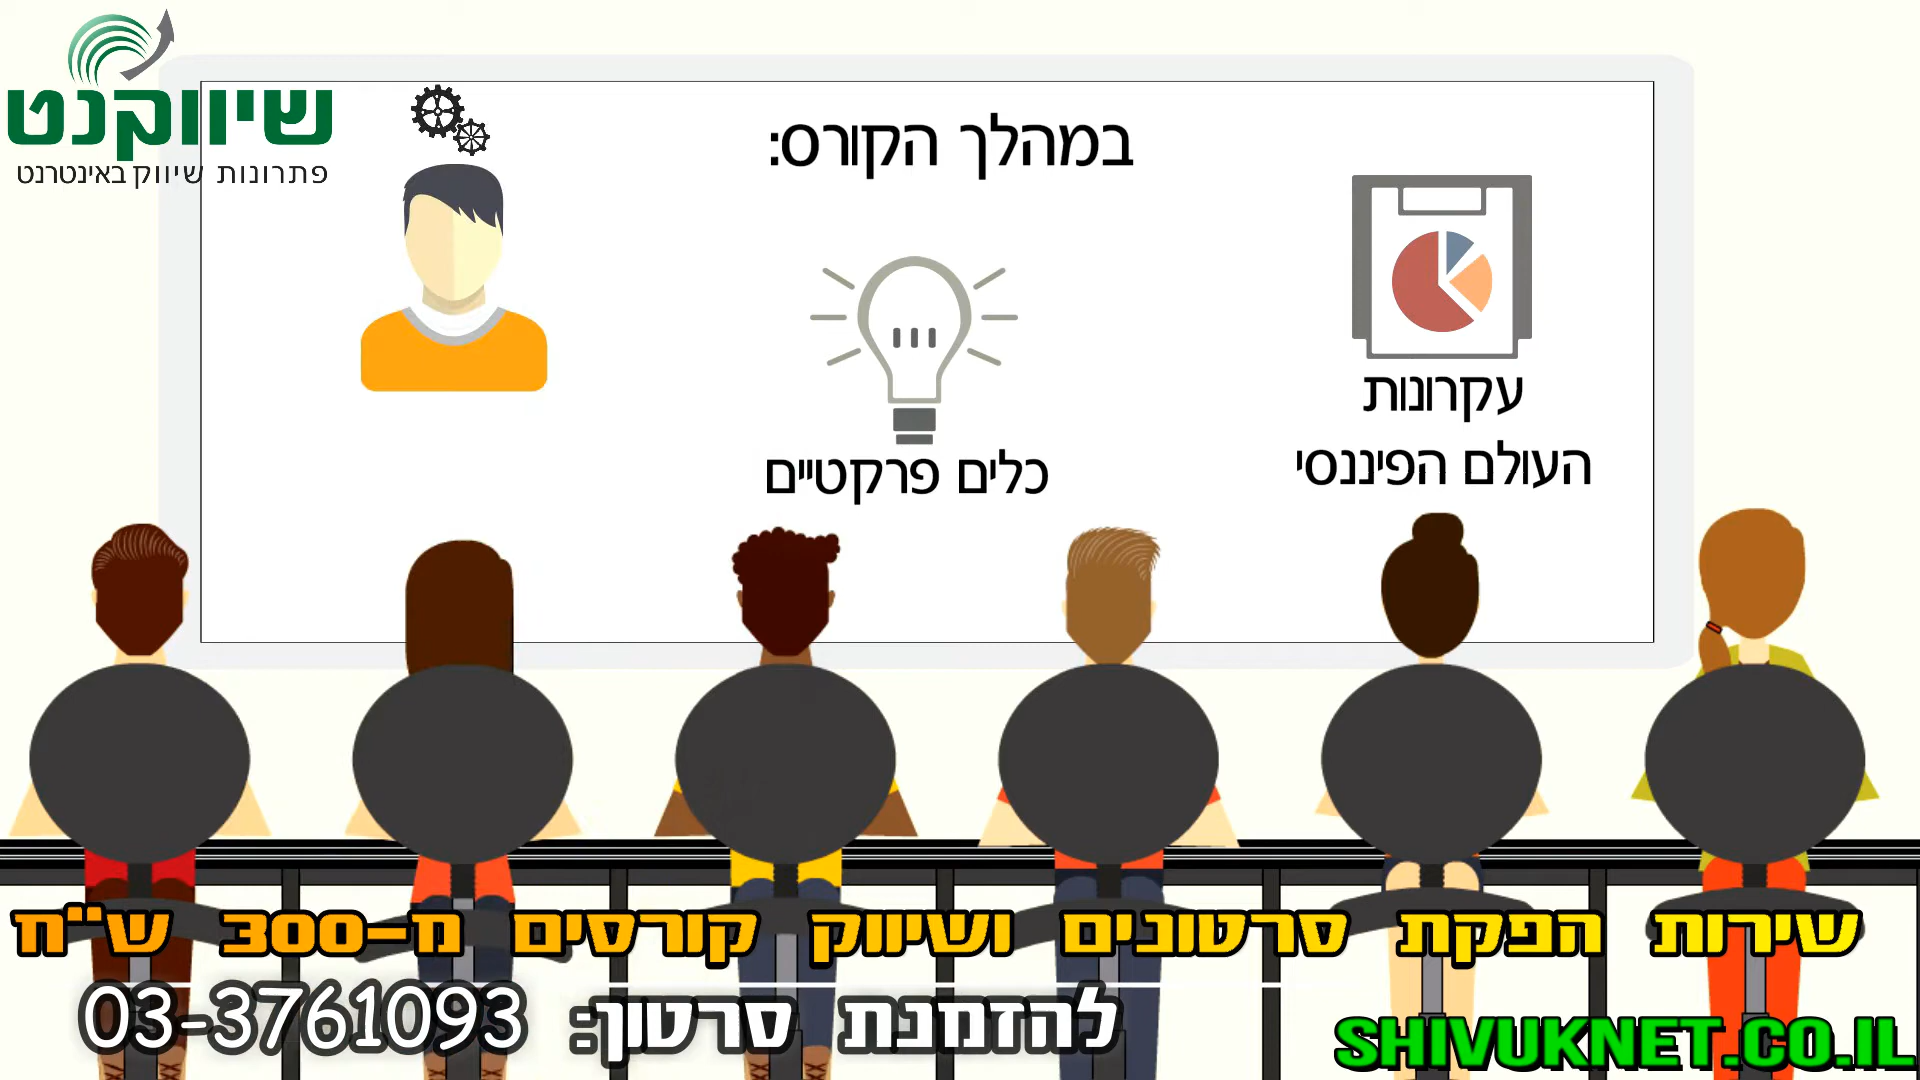 שיווקנט
פתרונות שיווק באינטרנט
במהלך הקורס:
עקרונות
העולם הפיננסי
כלים פרקטיים
שירות הפקת סרטונים ושיווק קורסים מ-300 ש"ח
להזמנת סרטון: 03-3761093
SHIVUKNET.CO.IL